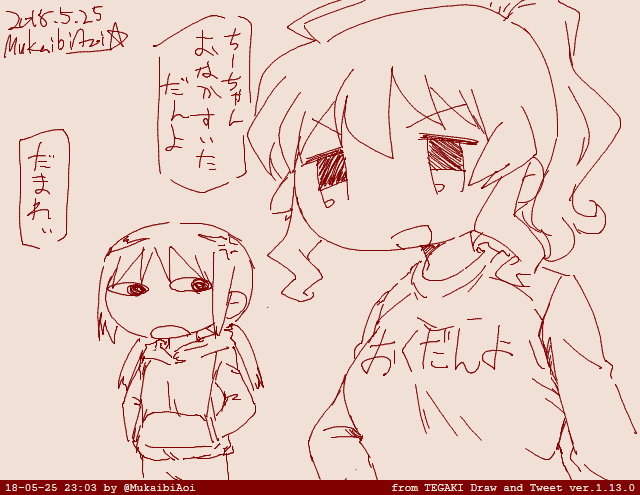 2018.5.25
MukaibiAoi☆
ちーちゃん
おなかすいた
だんよ
だまれ
おくだんよ
18-05-25 23:03 by @MukaibiAoi
from TEGAKI Draw and Tweet ver.1.13.0